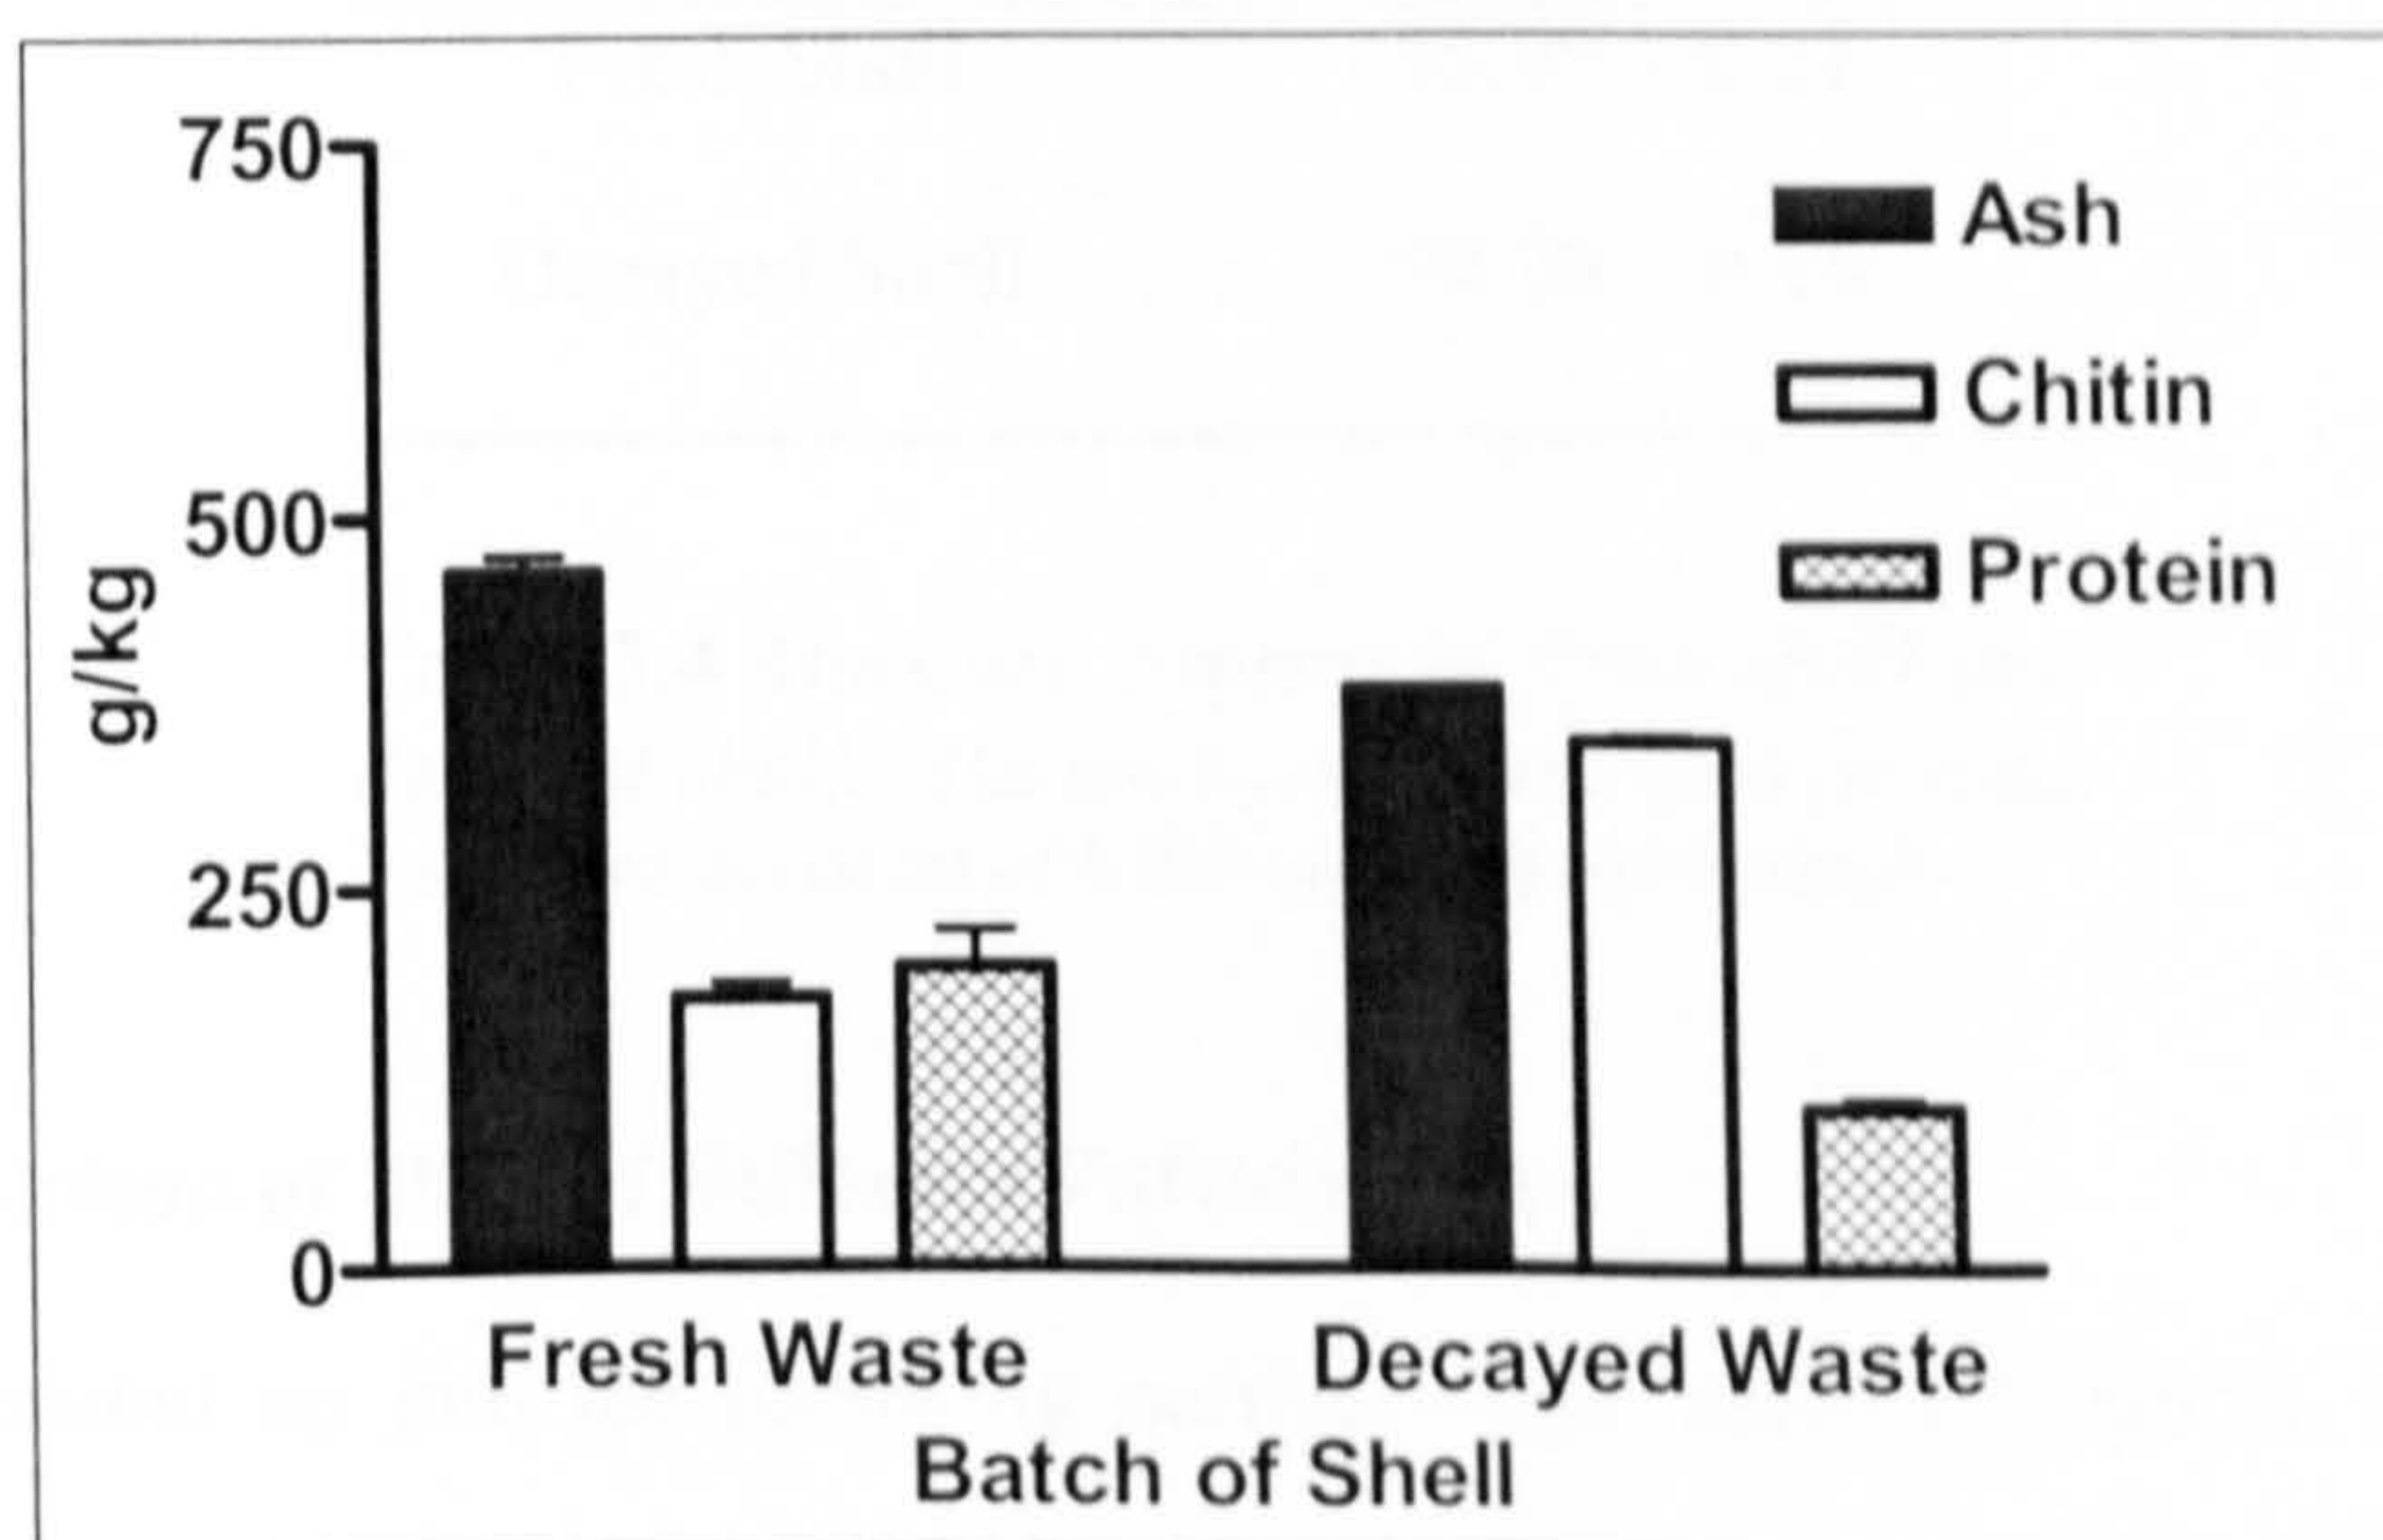 750
500
250
0
g/kg
Ash
Chitin
Protein
Fresh Waste
Decayed Waste
Batch of Shell